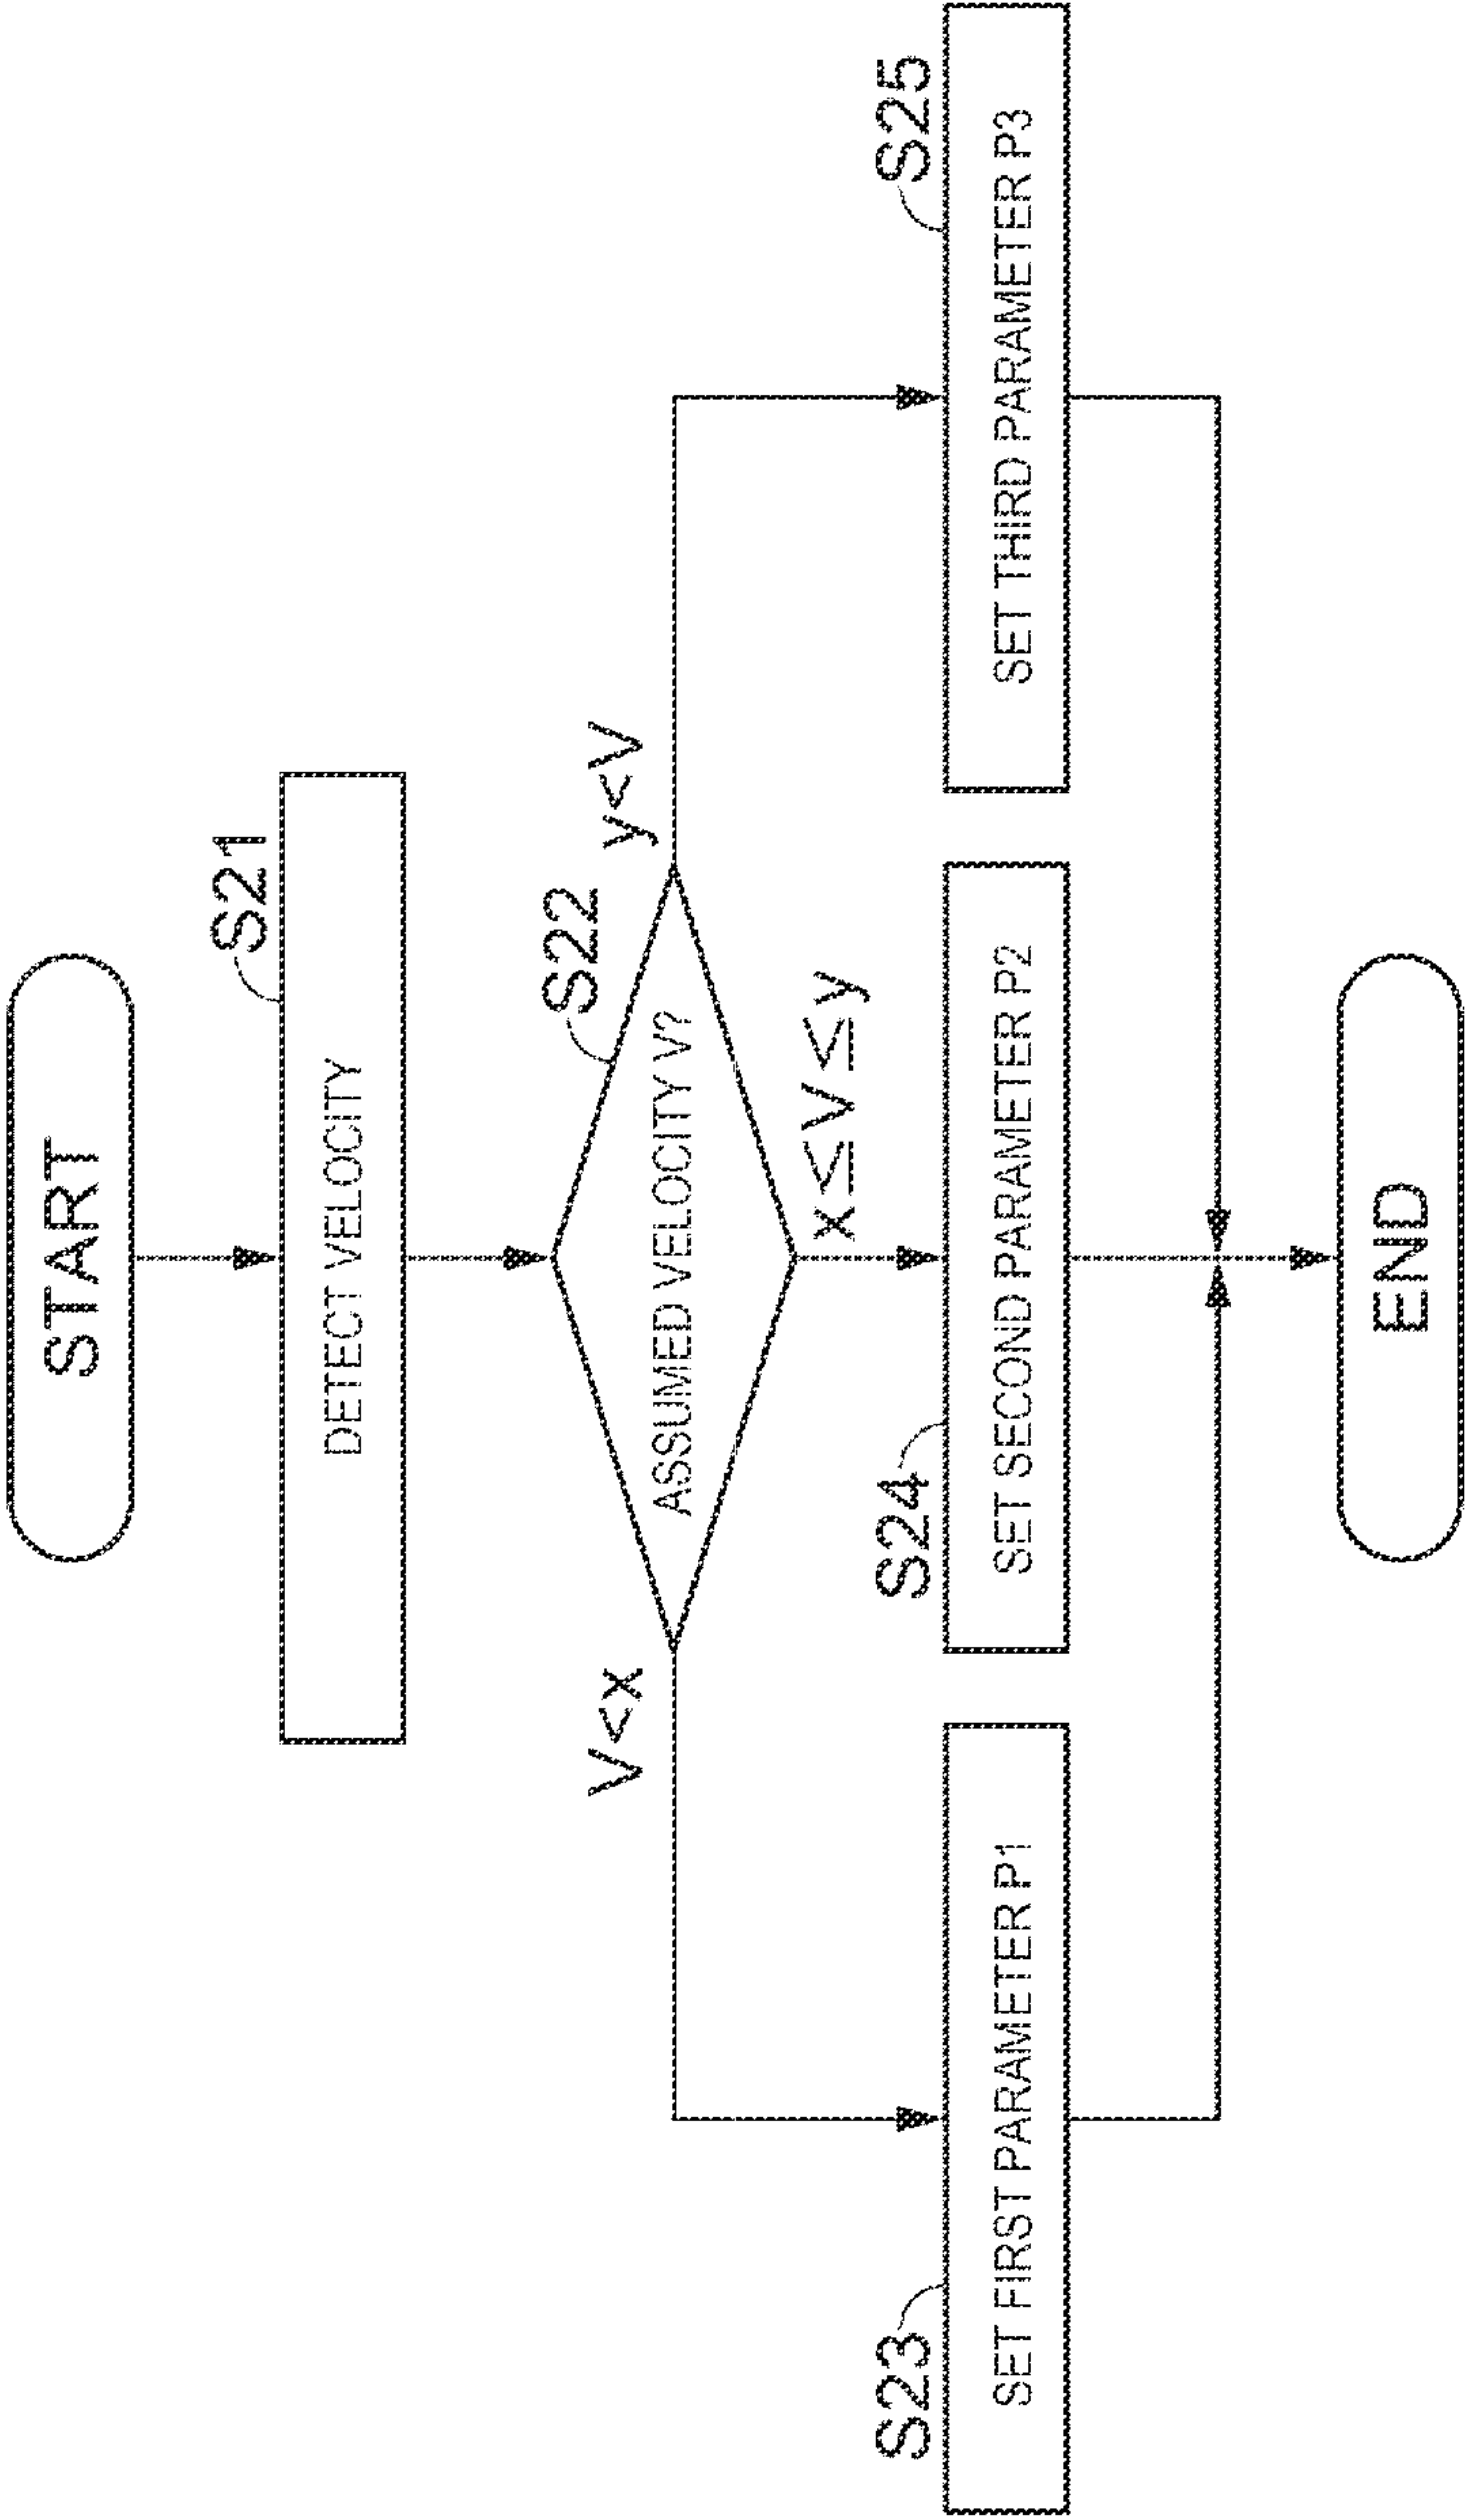 START
S21
DETECT VELOCITY
S22
ASSUMED VELOCITY V?
V<x
y<V
x≤V≤y
S23
SET FIRST PARAMETER P1
S24
SET SECOND PARAMETER P2
S25
SET THIRD PARAMETER P3
END